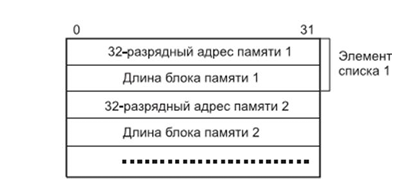 0 31
32-разрядный адрес памяти 1
Длина блока памяти 1
Элемент
списка 1
32-разрядный адрес памяти 2
Длина блока памяти 2